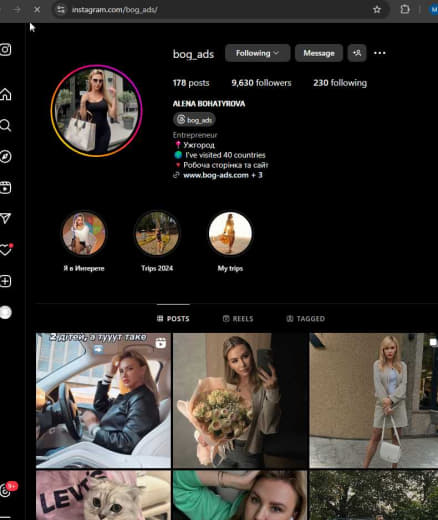 instagram.com/bog_ads/
M
bog_ads
Following
Message
178 posts
9,630 followers
230 following
ALENA BOHATYROVA
bog_ads
Entrepreneur
Ужгород
I've visited 40 countries
Робоча сторінка та сайт
www.bog-ads.com + 3
Я в Интерете
Trips 2024
My trips
POSTS
REELS
TAGGED
2 дітей, а тууут таке
LEVI'S
9+